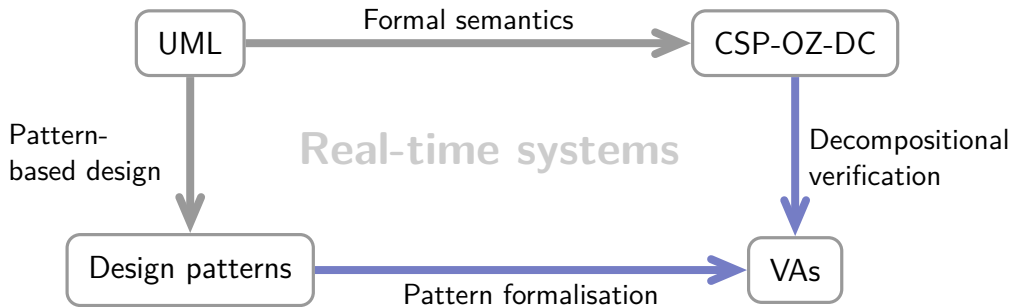 Formal semantics
UML
CSP-OZ-DC
Pattern-
based design
Real-time systems
Decompositional
verification
Design patterns
VAs
Pattern formalisation